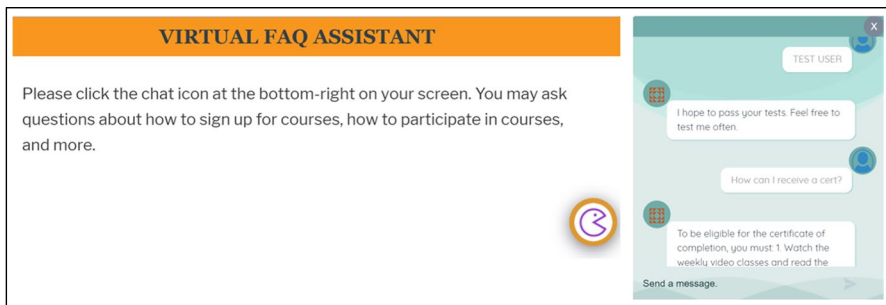 VIRTUAL FAQ ASSISTANT
Please click the chat icon at the bottom-right on your screen. You may ask
questions about how to sign up for courses, how to participate in courses,
and more.
X
TEST USER
I hope to pass your tests. Feel free to
test me often.
How can I receive a cert?
To be eligible for the certificate of
completion, you must: 1. Watch the
weekly video classes and read the
Send a message.